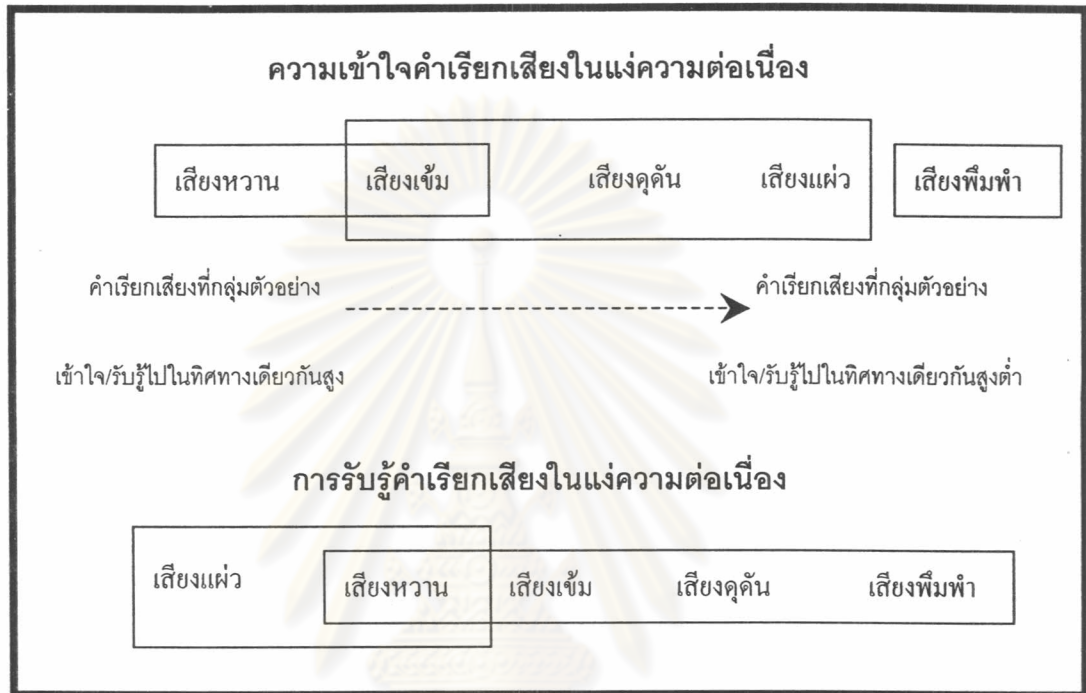 ความเข้าใจคำเรียกเสียงในแง่ความต่อเนื่อง
เสียงหวาน เสียงเข้ม เสียงดุดัน เสียงแผ่ว เสียงพึมพำ
คำเรียกเสียงที่กลุ่มตัวอย่าง คำเรียกเสียงที่กลุ่มตัวอย่าง
เข้าใจ/รับรู้ไปในทิศทางเดียวกันสูง เข้าใจ/รับรู้ไปในทิศทางเดียวกันสูงต่ำ
การรับรู้คำเรียกเสียงในแง่ความต่อเนื่อง
เสียงแผ่ว เสียงหวาน เสียงเข้ม เสียงดุดัน เสียงพึมพำ